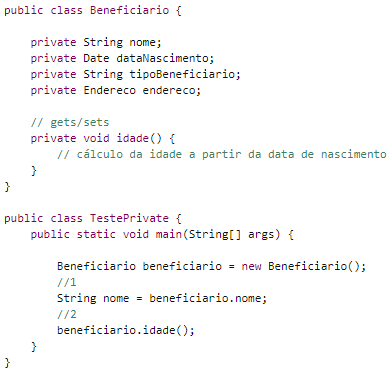 public class Beneficiario {
private String nome;
private Date dataNascimento;
private String tipoBeneficiario;
private Endereco endereco;
// gets/sets
private void idade() {
// cálculo da idade a partir da data de nascimento
}
}
public class TestePrivate {
public static void main(String[] args) {
Beneficiario beneficiario = new Beneficiario();
//1
String nome = beneficiario.nome;
//2
beneficiario.idade();
}
}